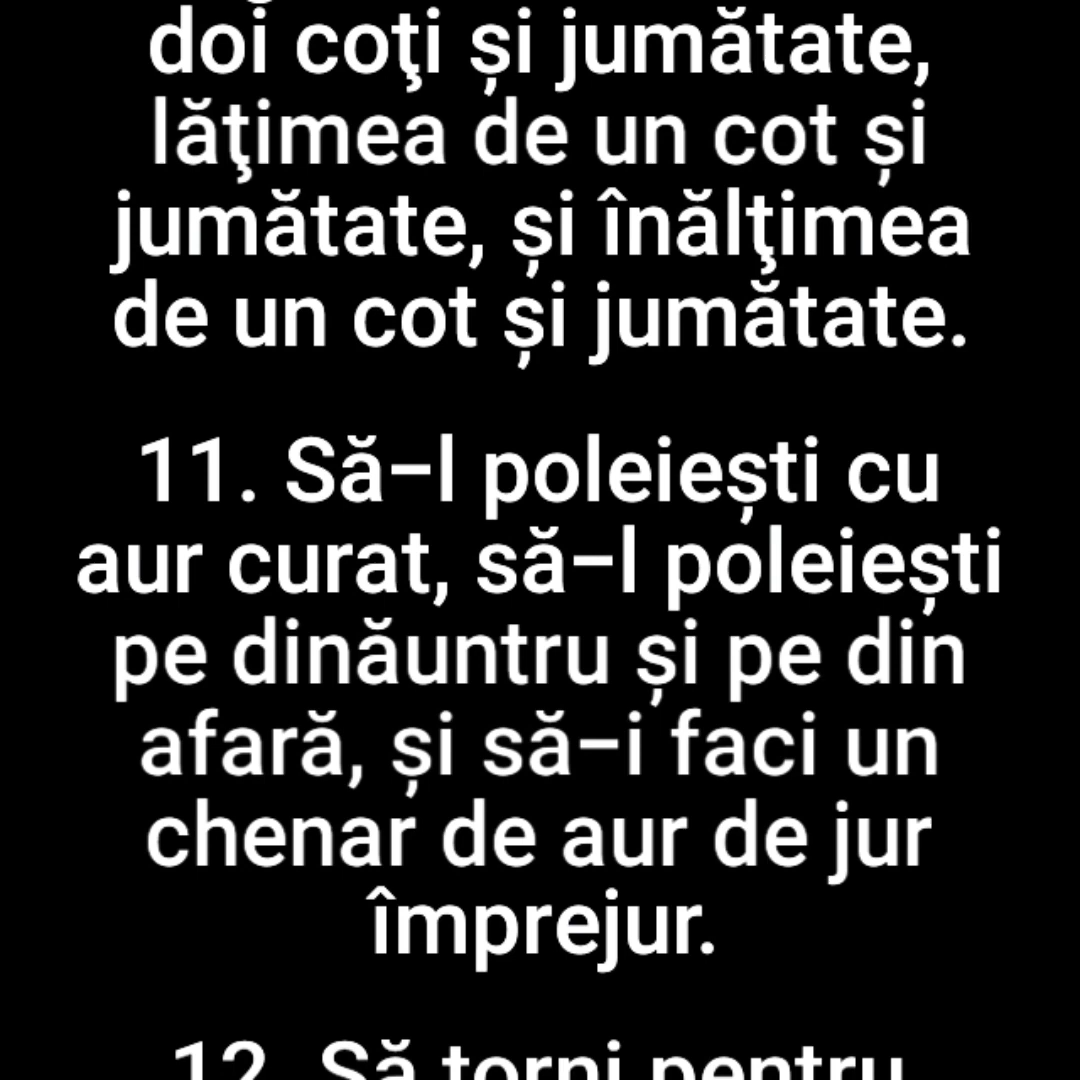 doi coţi și jumătate,
lăţimea de un cot și
jumătate, și înălţimea
de un cot și jumătate.
11. Să–l poleiești cu
aur curat, să–l poleiești
pe dinăuntru și pe din
afară, și să–i faci un
chenar de aur de jur
împrejur.
12. Să torni pentru